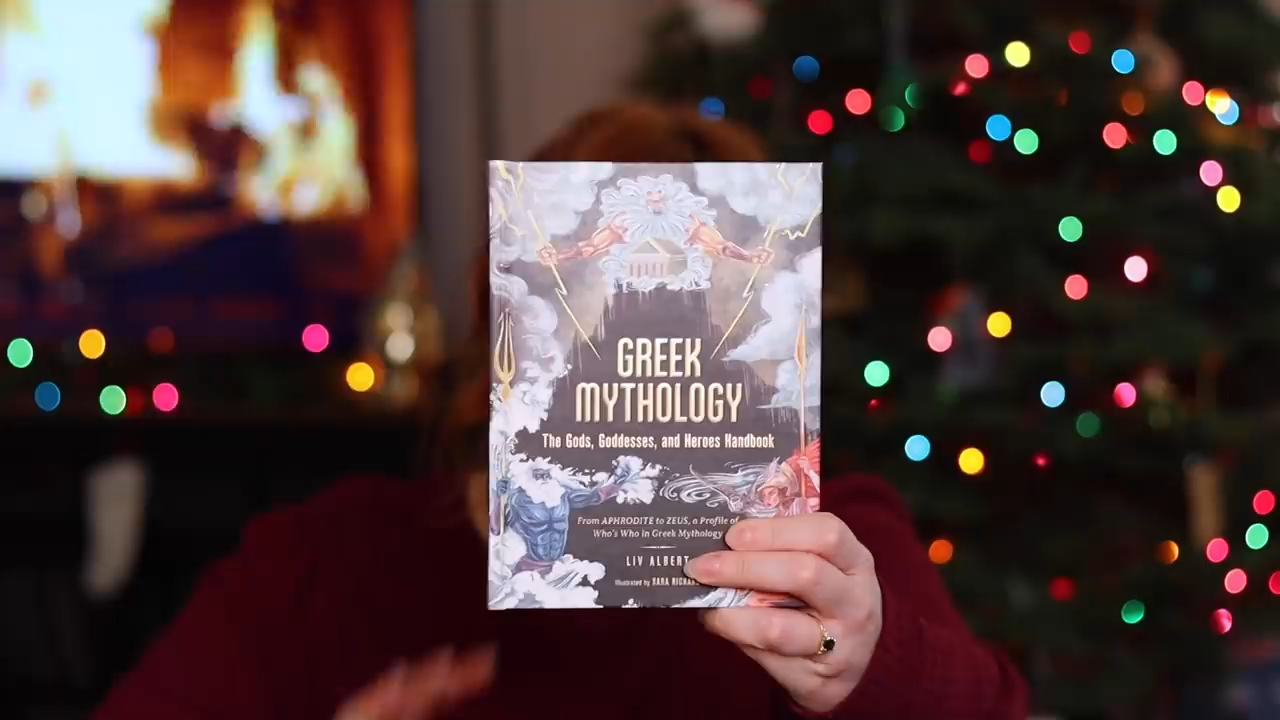 GREEK
MYTHOLOGY
The Gods, Goddesses, and Heroes Handbook
From APHRODITE to ZEUS, a Profile of
Who's Who in Greek Mythology
LIV ALBERT
Illustrated by SARA